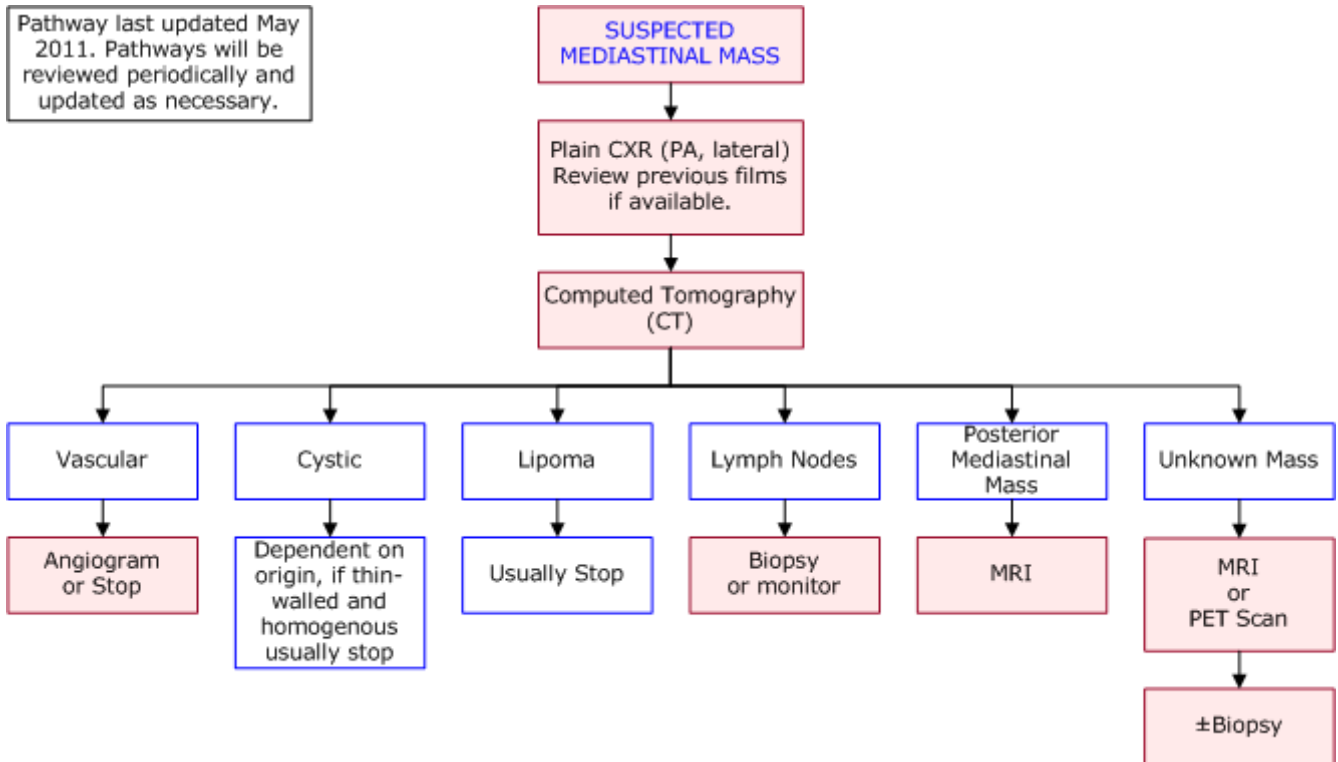 Pathway last updated May
2011. Pathways will be
reviewed periodically and
updated as necessary.
SUSPECTED
MEDIASTINAL MASS
Plain CXR (PA, lateral)
Review previous films
if available.
Computed Tomography
(CT)
Vascular
Cystic
Lipoma
Lymph Nodes
Posterior
Mediastinal
Mass
Unknown Mass
Angiogram
or Stop
Dependent on
origin, if thin-
walled and
homogenous
usually stop
Usually Stop
Biopsy
or monitor
MRI
MRI
or
PET Scan
±Biopsy